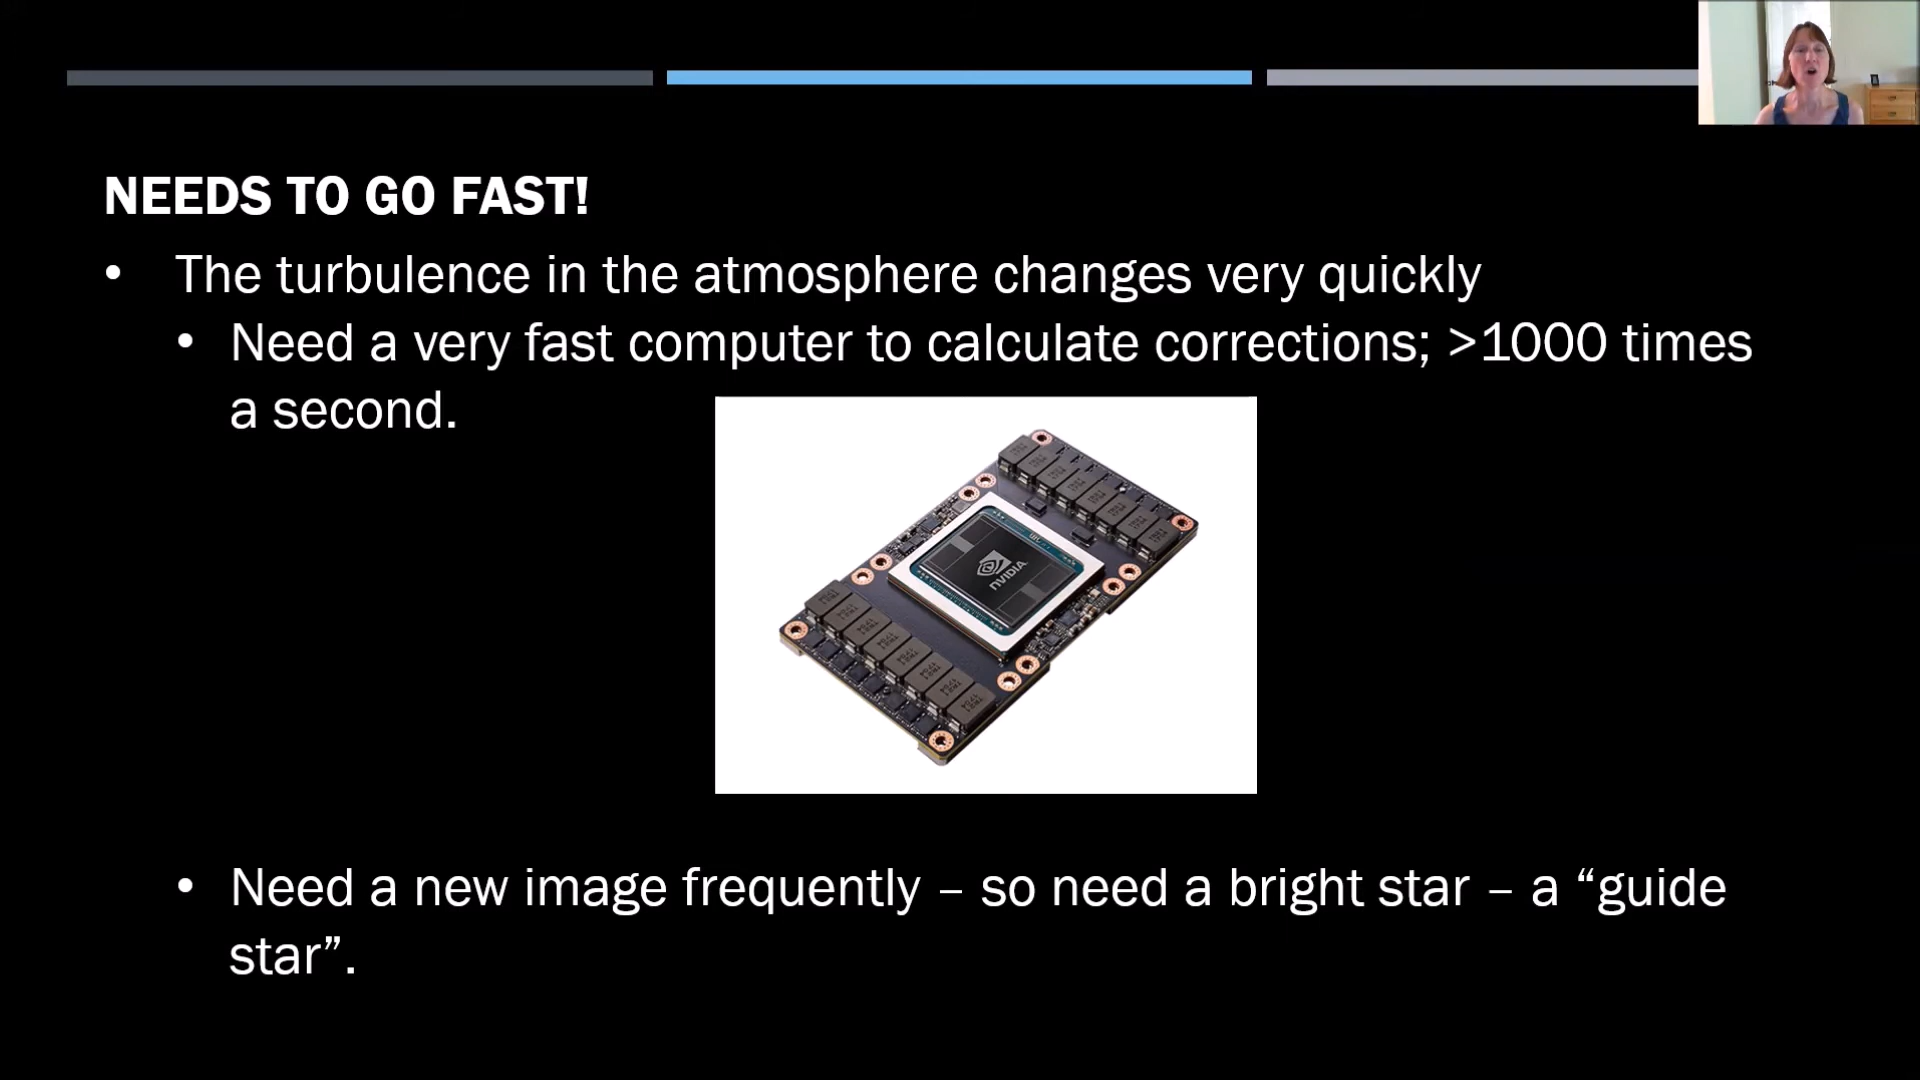 NEEDS TO GO FAST!
• The turbulence in the atmosphere changes very quickly
• Need a very fast computer to calculate corrections; >1000 times
a second.
NVIDIA
• Need a new image frequently – so need a bright star – a “guide
star”.